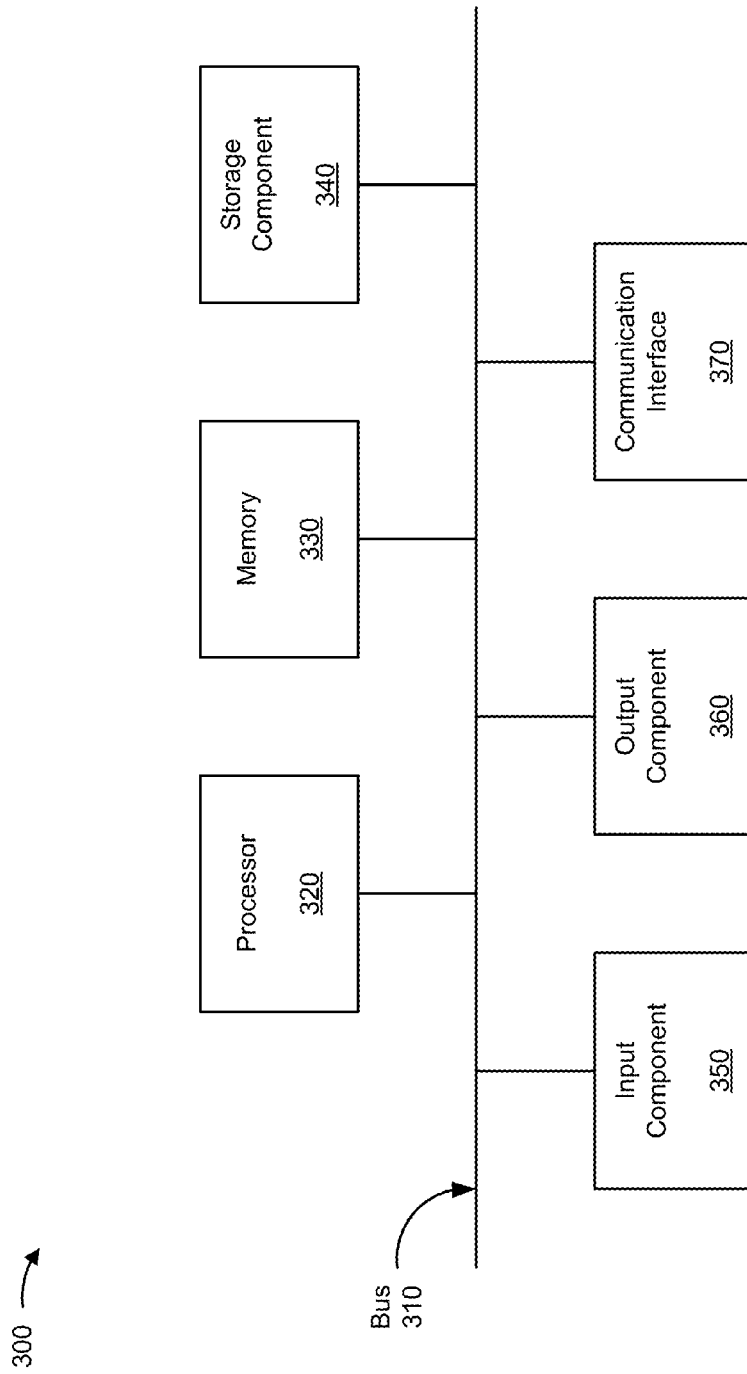 300
Bus
310
Processor
320
Memory
330
Storage
Component
340
Input
Component
350
Output
Component
360
Communication
Interface
370